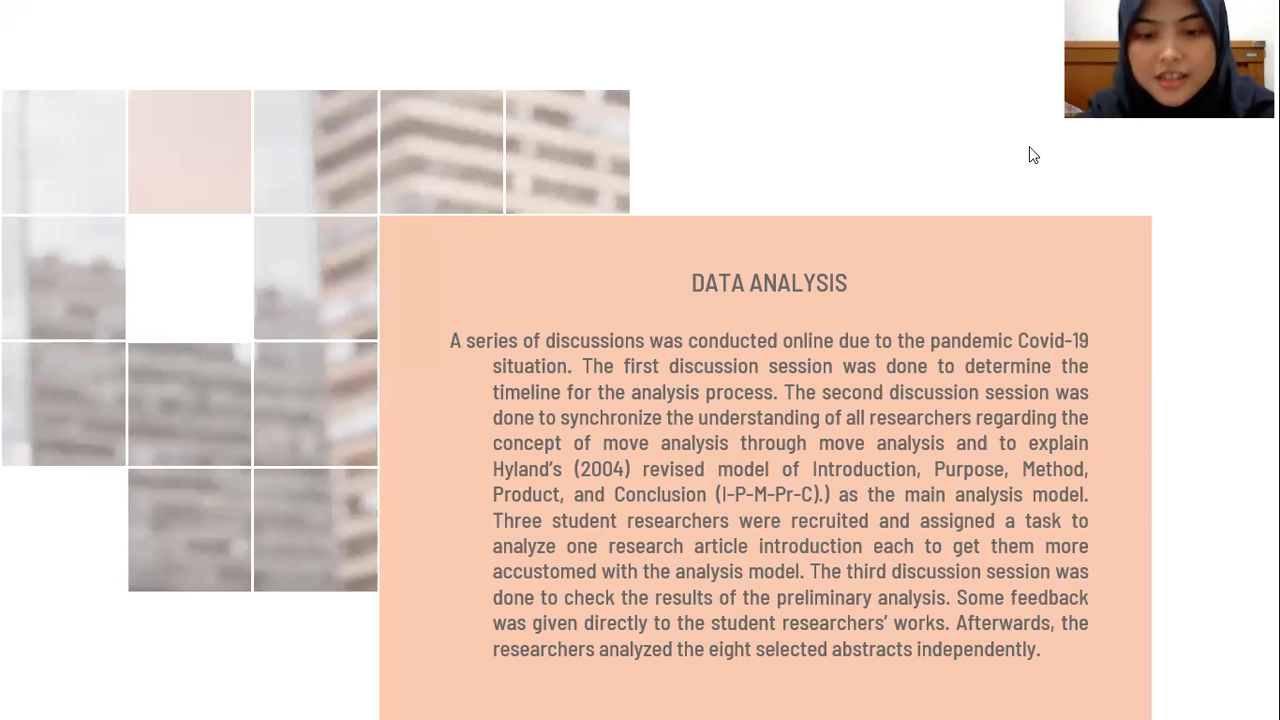 DATA ANALYSIS
A series of discussions was conducted online due to the pandemic Covid-19
situation. The first discussion session was done to determine the
timeline for the analysis process. The second discussion session was
done to synchronize the understanding of all researchers regarding the
concept of move analysis through move analysis and to explain
Hyland’s (2004) revised model of Introduction, Purpose, Method,
Product, and Conclusion (I-P-M-Pr-C).) as the main analysis model.
Three student researchers were recruited and assigned a task to
analyze one research article introduction each to get them more
accustomed with the analysis model. The third discussion session was
done to check the results of the preliminary analysis. Some feedback
was given directly to the student researchers’ works. Afterwards, the
researchers analyzed the eight selected abstracts independently.